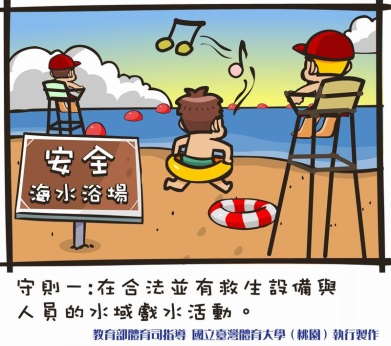 安全
海水浴場
守則一:在合法並有救生設備與
人員的水域戲水活動。
教育部體育司指導 國立臺灣體育大學(桃園)執行製作